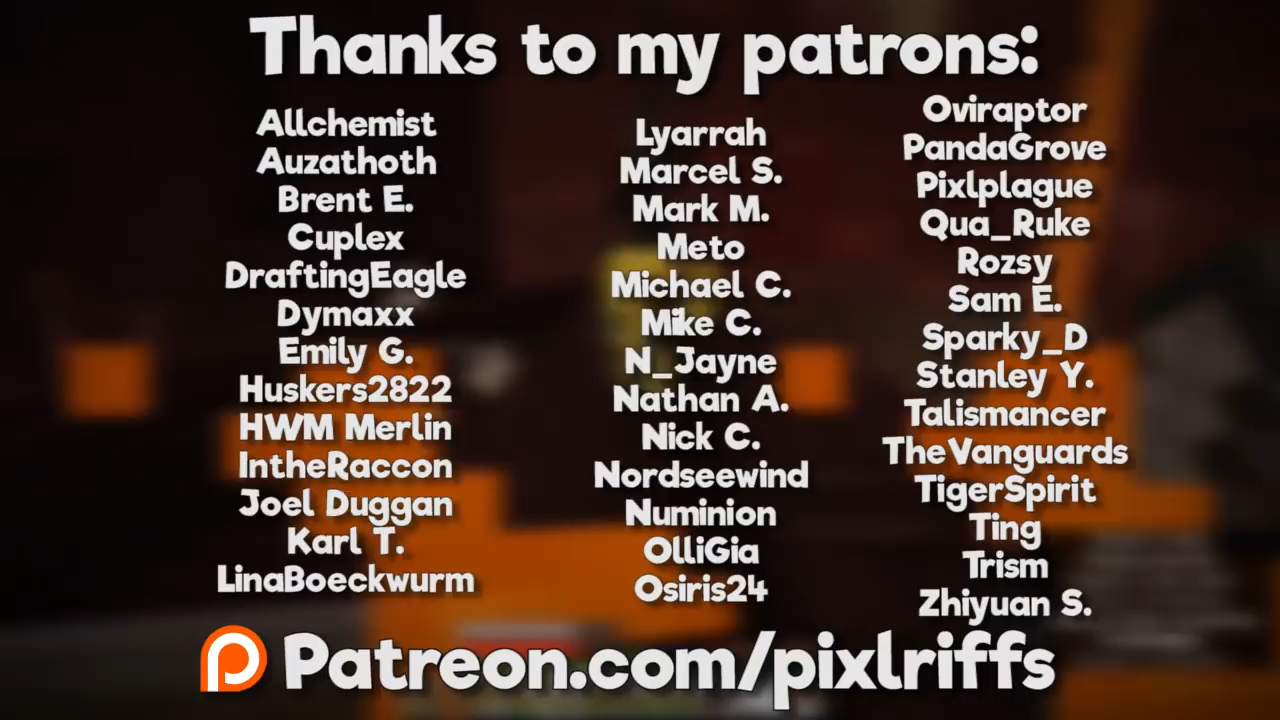 Thanks to my patrons:
Allchemist
Auzathoth
Brent E.
Cuplex
DraftingEagle
Dymaxx
Emily G.
Huskers2822
HWM Merlin
IntheRaccon
Joel Duggan
Karl T.
LinaBoeckwurm
Lyarrah
Marcel S.
Mark M.
Meto
Michael C.
Mike C.
N_Jayne
Nathan A.
Nick C.
Nordseewind
Numinion
OlliGia
Osiris24
Oviraptor
PandaGrove
Pixlplague
Qua_Ruke
Rozsy
Sam E.
Sparky_D
Stanley Y.
Talismancer
TheVanguards
TigerSpirit
Ting
Trism
Zhiyuan S.
Patreon.com/pixlriffs